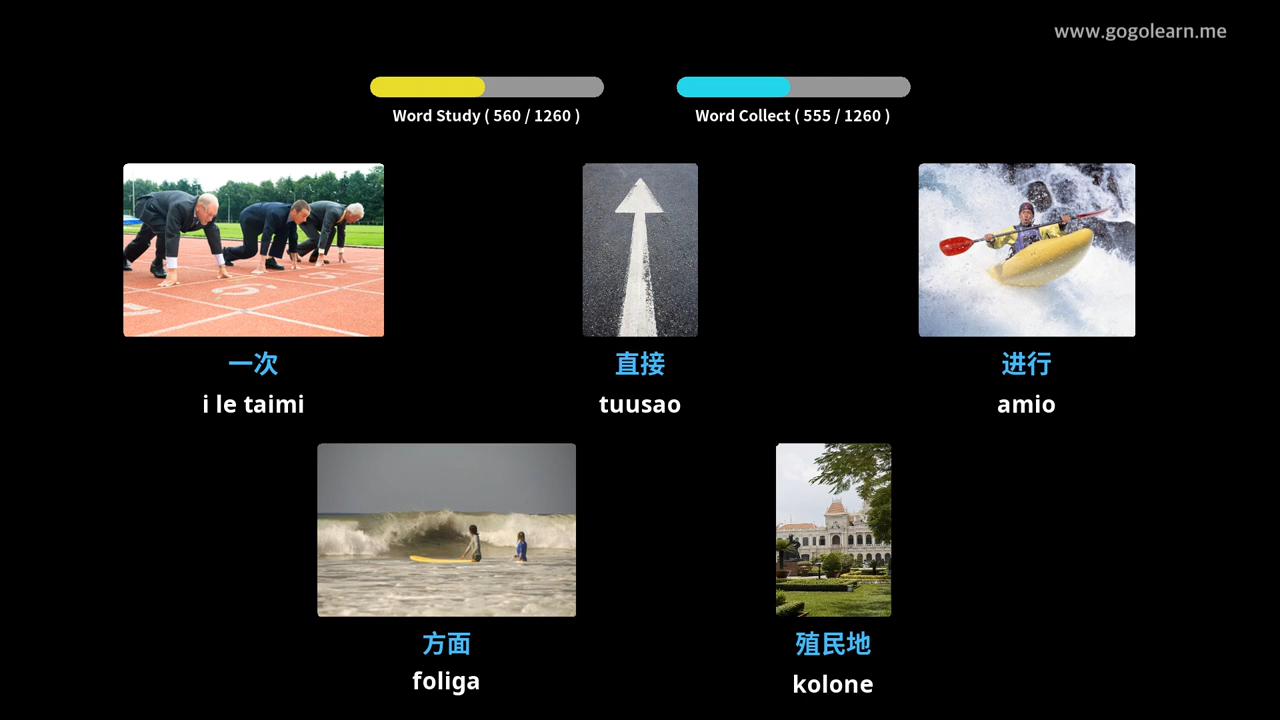 www.gogolearn.me
Word Study ( 560 / 1260 )
Word Collect ( 555 / 1260 )
一次
直接
进行
i le taimi
tuusao
amio
方面
殖民地
foliga
kolone